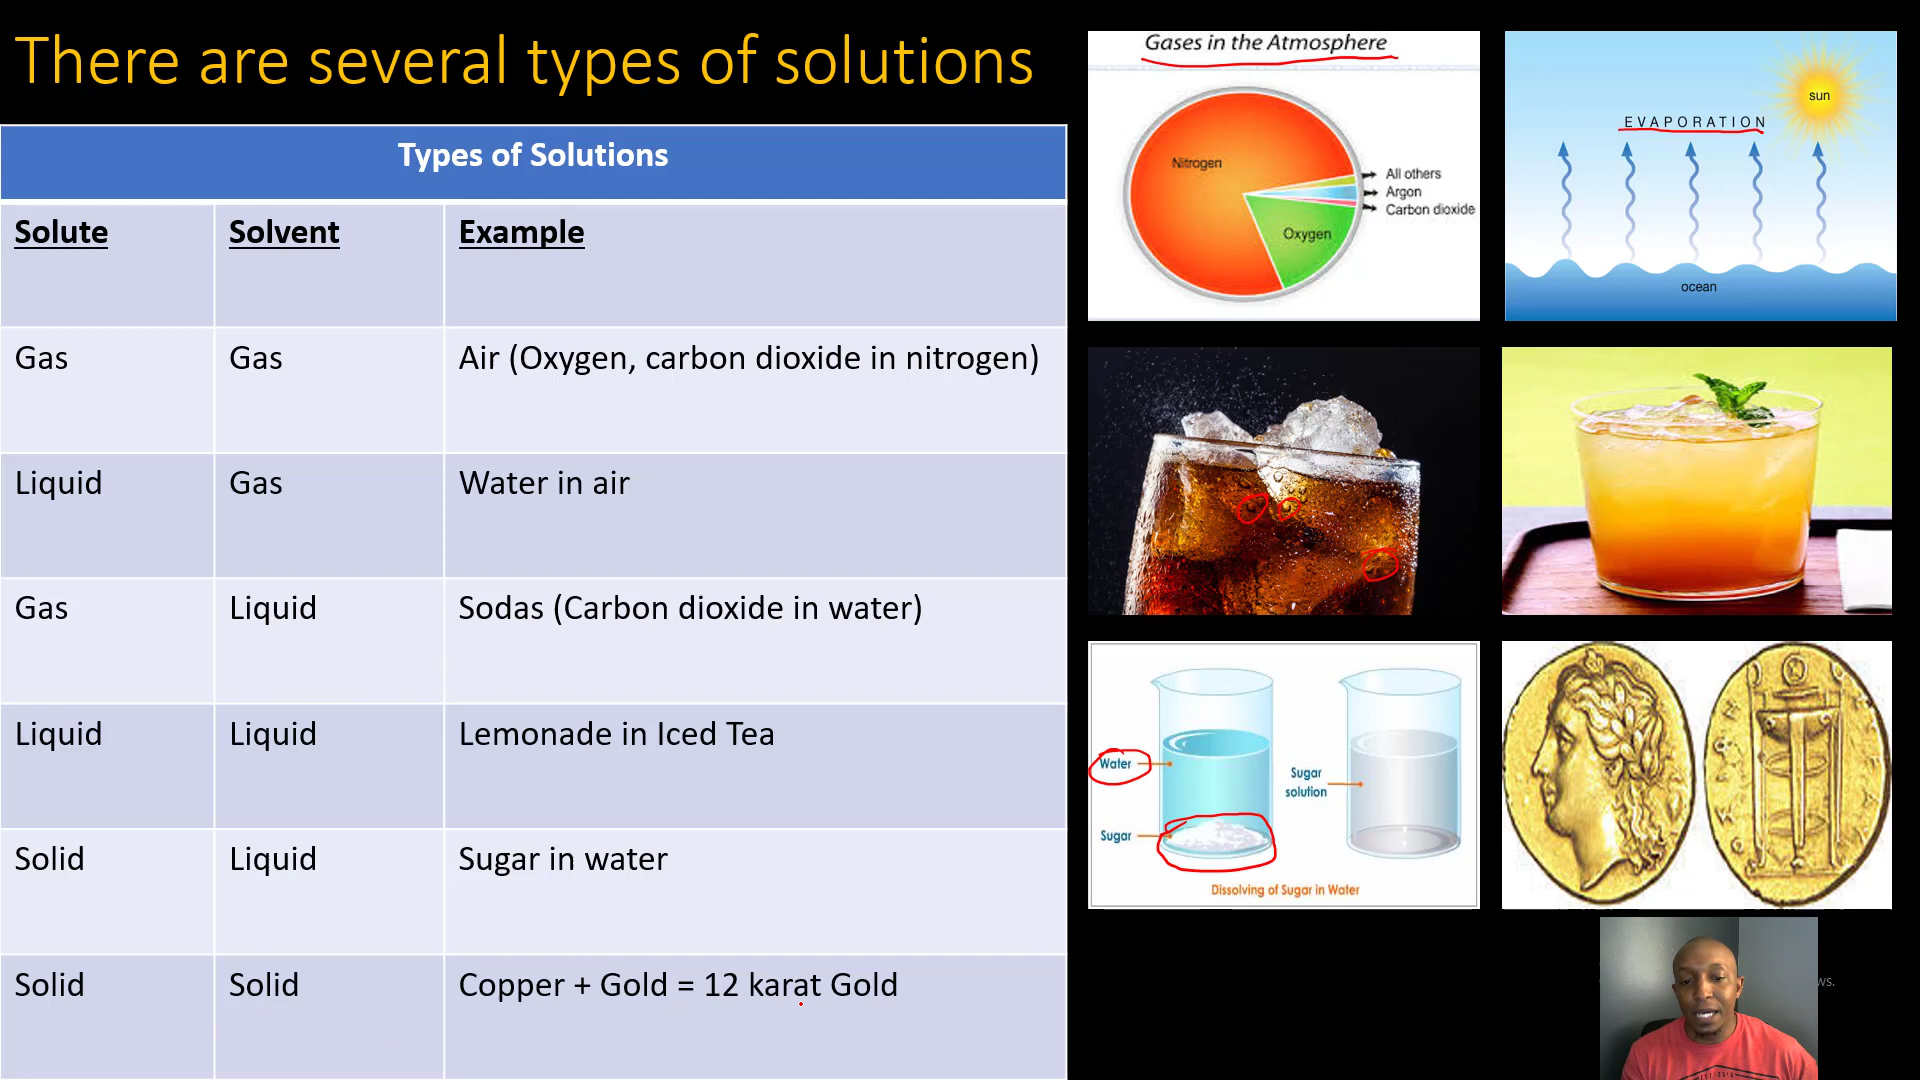 There are several types of solutions
Types of Solutions
Solute Solvent Example
Gas Gas Air (Oxygen, carbon dioxide in nitrogen)
Liquid Gas Water in air
Gas Liquid Sodas (Carbon dioxide in water)
Liquid Liquid Lemonade in Iced Tea
Solid Liquid Sugar in water
Solid Solid Copper + Gold = 12 karat Gold
Gases in the Atmosphere
Nitrogen
All others
Argon
Carbon dioxide
Oxygen
sun
EVAPORATION
ocean
Water
Sugar
solution
Sugar
Dissolving of Sugar in Water
ws.